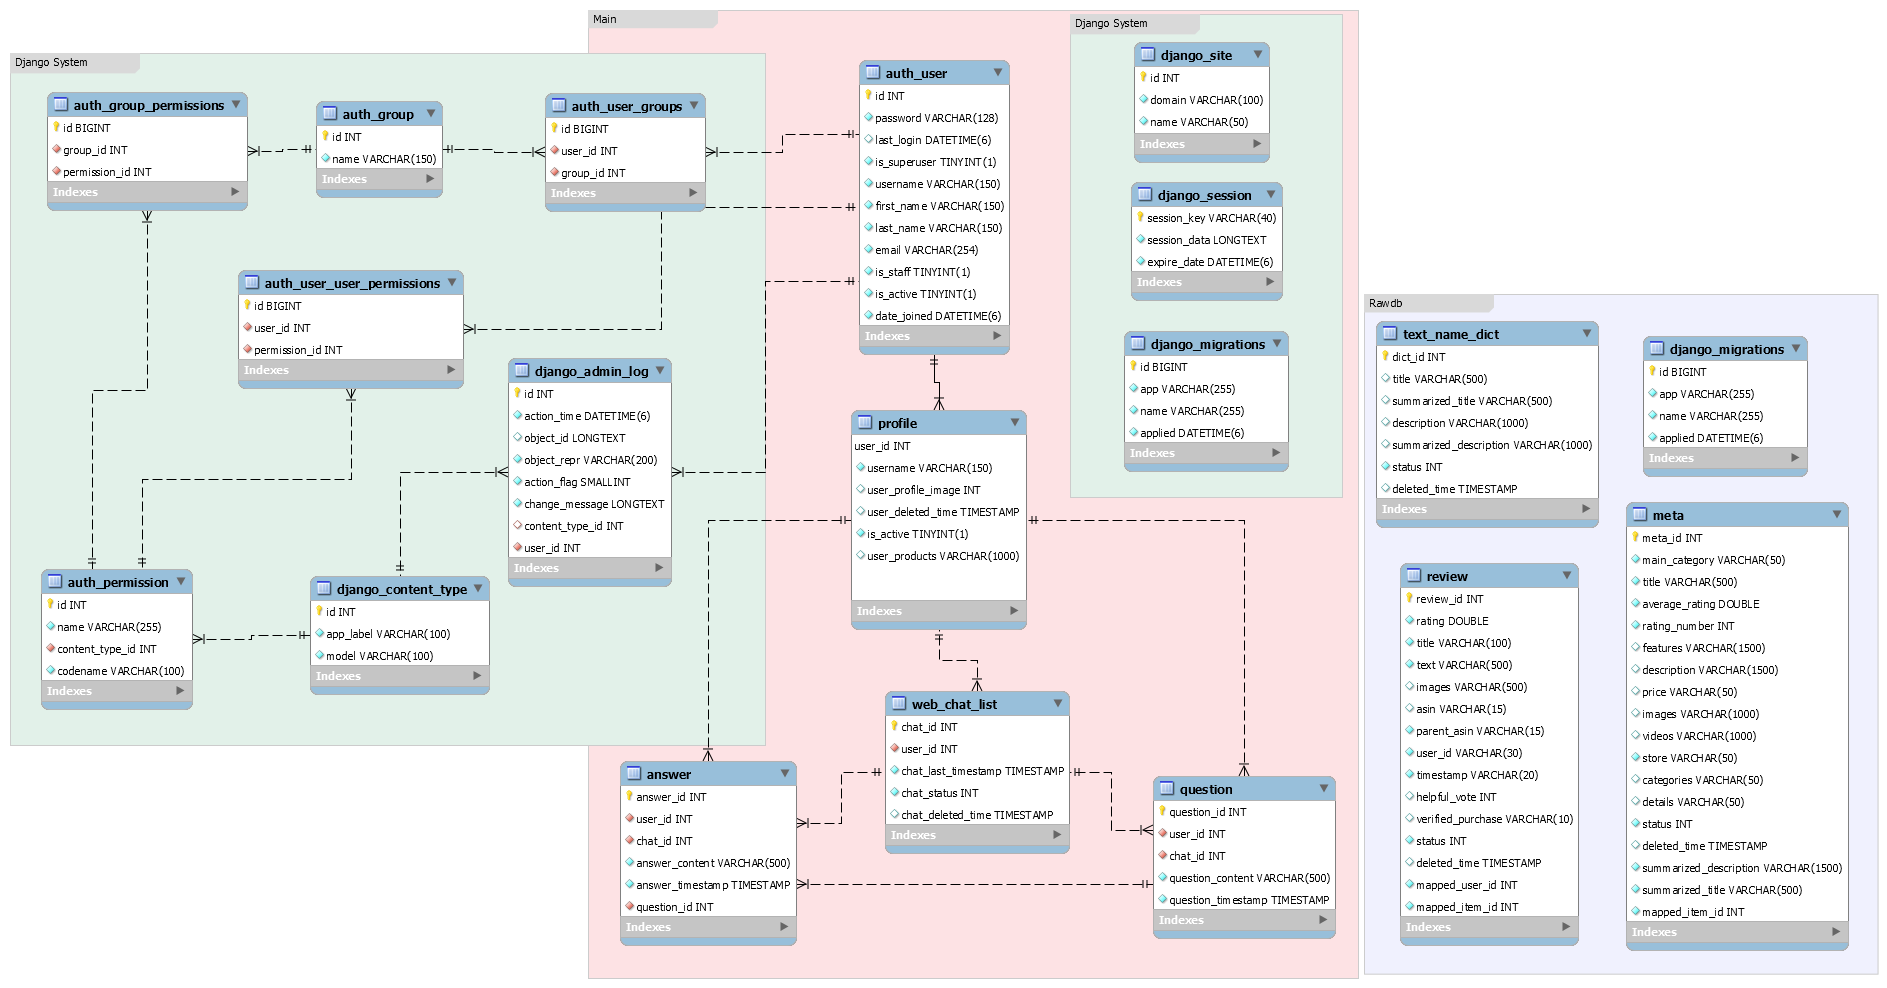 Main
Django System
Django System
Rawdb
auth_group_permissions
id BIGINT
group_id INT
permission_id INT
Indexes
auth_group
id INT
name VARCHAR(150)
Indexes
auth_user_groups
id BIGINT
user_id INT
group_id INT
Indexes
auth_user_user_permissions
id BIGINT
user_id INT
permission_id INT
Indexes
django_admin_log
id INT
action_time DATETIME(6)
object_id LONGTEXT
object_repr VARCHAR(200)
action_flag SMALLINT
change_message LONGTEXT
content_type_id INT
user_id INT
Indexes
auth_permission
id INT
name VARCHAR(255)
content_type_id INT
codename VARCHAR(100)
Indexes
django_content_type
id INT
app_label VARCHAR(100)
model VARCHAR(100)
Indexes
auth_user
id INT
password VARCHAR(128)
last_login DATETIME(6)
is_superuser TINYINT(1)
username VARCHAR(150)
first_name VARCHAR(150)
last_name VARCHAR(150)
email VARCHAR(254)
is_staff TINYINT(1)
is_active TINYINT(1)
date_joined DATETIME(6)
Indexes
profile
user_id INT
username VARCHAR(150)
user_profile_image INT
user_deleted_time TIMESTAMP
is_active TINYINT(1)
user_products VARCHAR(1000)
Indexes
web_chat_list
chat_id INT
user_id INT
chat_last_timestamp TIMESTAMP
chat_status INT
chat_deleted_time TIMESTAMP
Indexes
answer
answer_id INT
user_id INT
chat_id INT
answer_content VARCHAR(500)
answer_timestamp TIMESTAMP
question_id INT
Indexes
question
question_id INT
user_id INT
chat_id INT
question_content VARCHAR(500)
question_timestamp TIMESTAMP
Indexes
django_site
id INT
domain VARCHAR(100)
name VARCHAR(50)
Indexes
django_session
session_key VARCHAR(40)
session_data LONGTEXT
expire_date DATETIME(6)
Indexes
django_migrations
id BIGINT
app VARCHAR(255)
name VARCHAR(255)
applied DATETIME(6)
Indexes
text_name_dict
dict_id INT
title VARCHAR(500)
summarized_title VARCHAR(500)
description VARCHAR(1000)
summarized_description VARCHAR(1000)
status INT
deleted_time TIMESTAMP
Indexes
django_migrations
id BIGINT
app VARCHAR(255)
name VARCHAR(255)
applied DATETIME(6)
Indexes
review
review_id INT
rating DOUBLE
title VARCHAR(100)
text VARCHAR(500)
images VARCHAR(500)
asin VARCHAR(15)
parent_asin VARCHAR(15)
user_id VARCHAR(30)
timestamp VARCHAR(20)
helpful_vote INT
verified_purchase VARCHAR(10)
status INT
deleted_time TIMESTAMP
mapped_user_id INT
mapped_item_id INT
Indexes
meta
meta_id INT
main_category VARCHAR(50)
title VARCHAR(500)
average_rating DOUBLE
rating_number INT
features VARCHAR(1500)
description VARCHAR(1500)
price VARCHAR(50)
images VARCHAR(1000)
videos VARCHAR(1000)
store VARCHAR(50)
categories VARCHAR(50)
details VARCHAR(50)
status INT
deleted_time TIMESTAMP
summarized_description VARCHAR(1500)
summarized_title VARCHAR(500)
mapped_item_id INT
Indexes